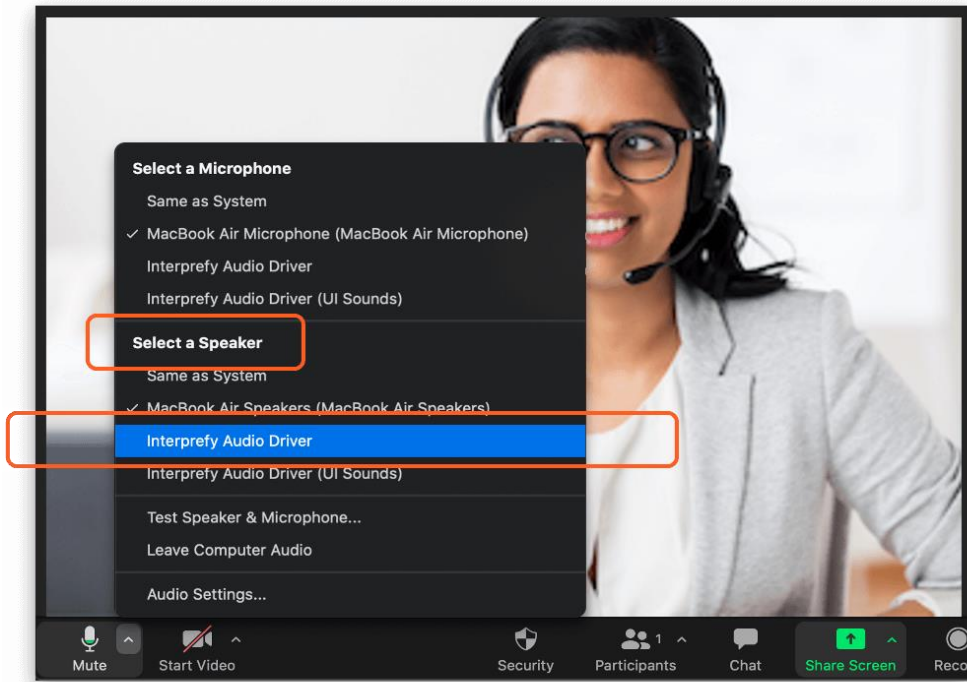 Select a Microphone
Same as System
✓ MacBook Air Microphone (MacBook Air Microphone)
Interprefy Audio Driver
Interprefy Audio Driver (UI Sounds)
Select a Speaker
Same as System
✓ MacBook Air Speakers (MacBook Air Speakers)
Interprefy Audio Driver
Interprefy Audio Driver (UI Sounds)
Test Speaker & Microphone...
Leave Computer Audio
Audio Settings...
1
Mute Start Video Security Participants Chat Share Screen Reco